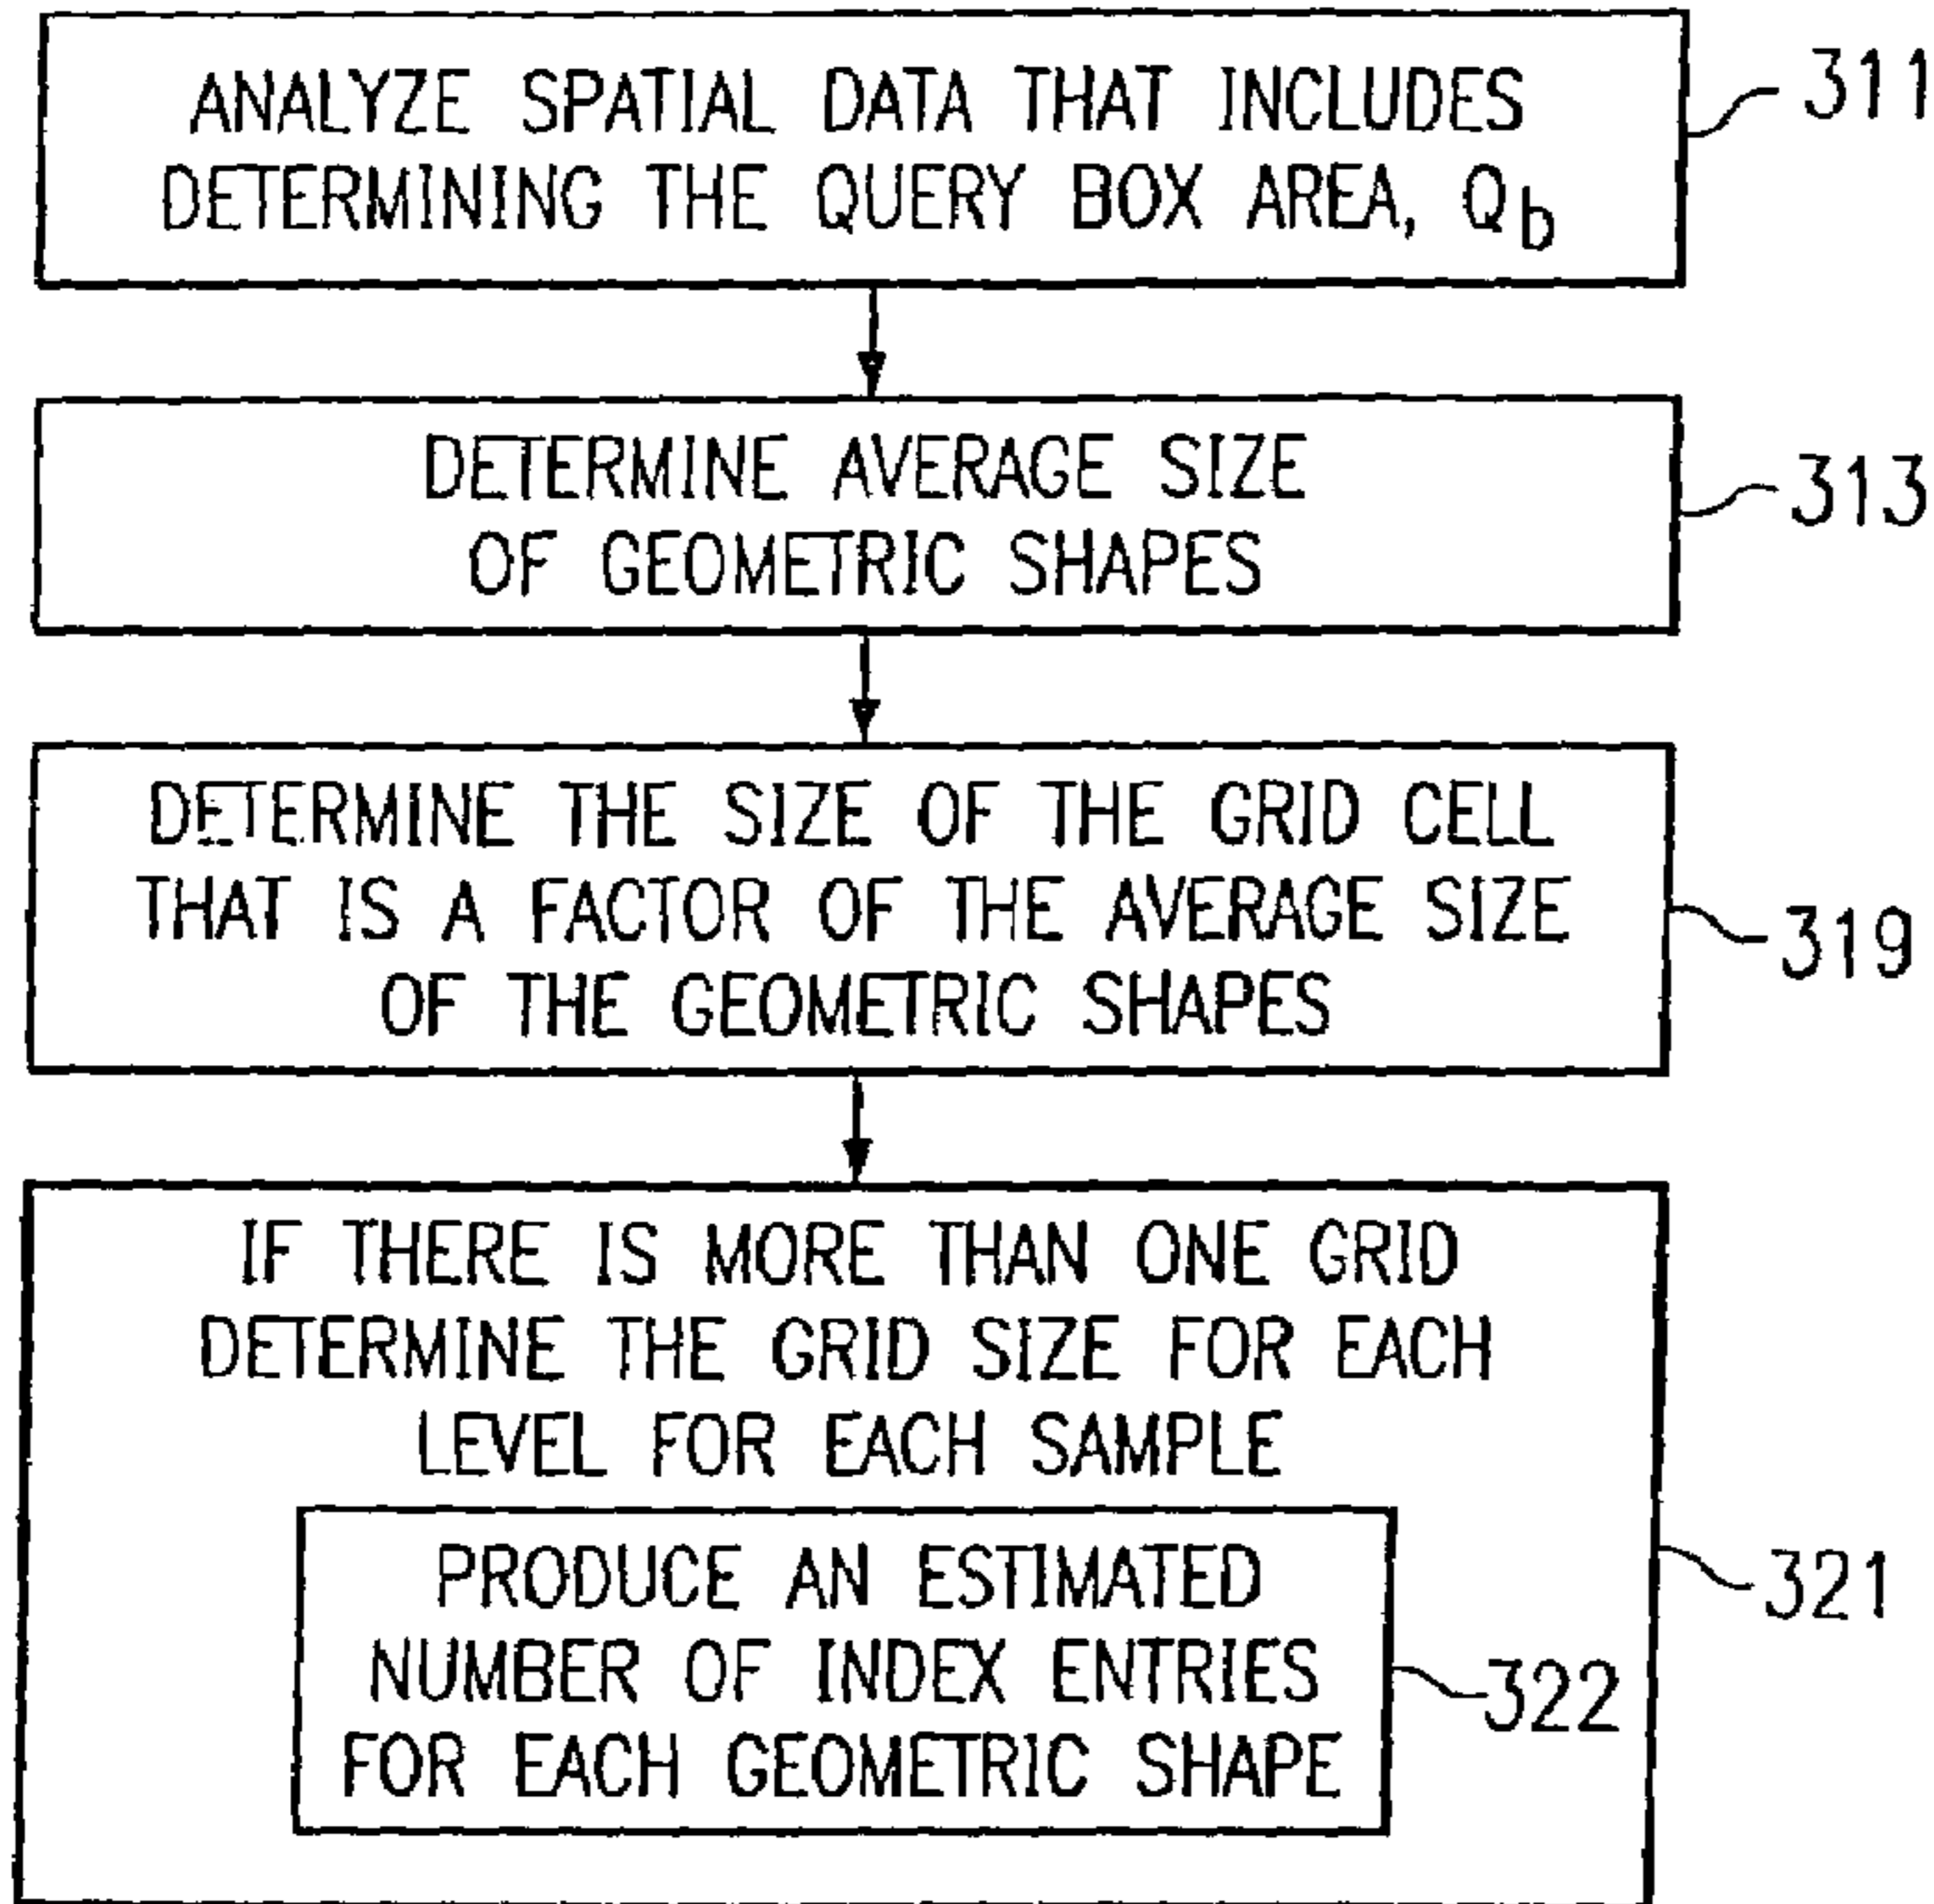 ANALYZE SPATIAL DATA THAT INCLUDES
DETERMINING THE QUERY BOX AREA, Qb
311
DETERMINE AVERAGE SIZE
OF GEOMETRIC SHAPES
313
DETERMINE THE SIZE OF THE GRID CELL
THAT IS A FACTOR OF THE AVERAGE SIZE
OF THE GEOMETRIC SHAPES
319
IF THERE IS MORE THAN ONE GRID
DETERMINE THE GRID SIZE FOR EACH
LEVEL FOR EACH SAMPLE
321
PRODUCE AN ESTIMATED
NUMBER OF INDEX ENTRIES
FOR EACH GEOMETRIC SHAPE
322